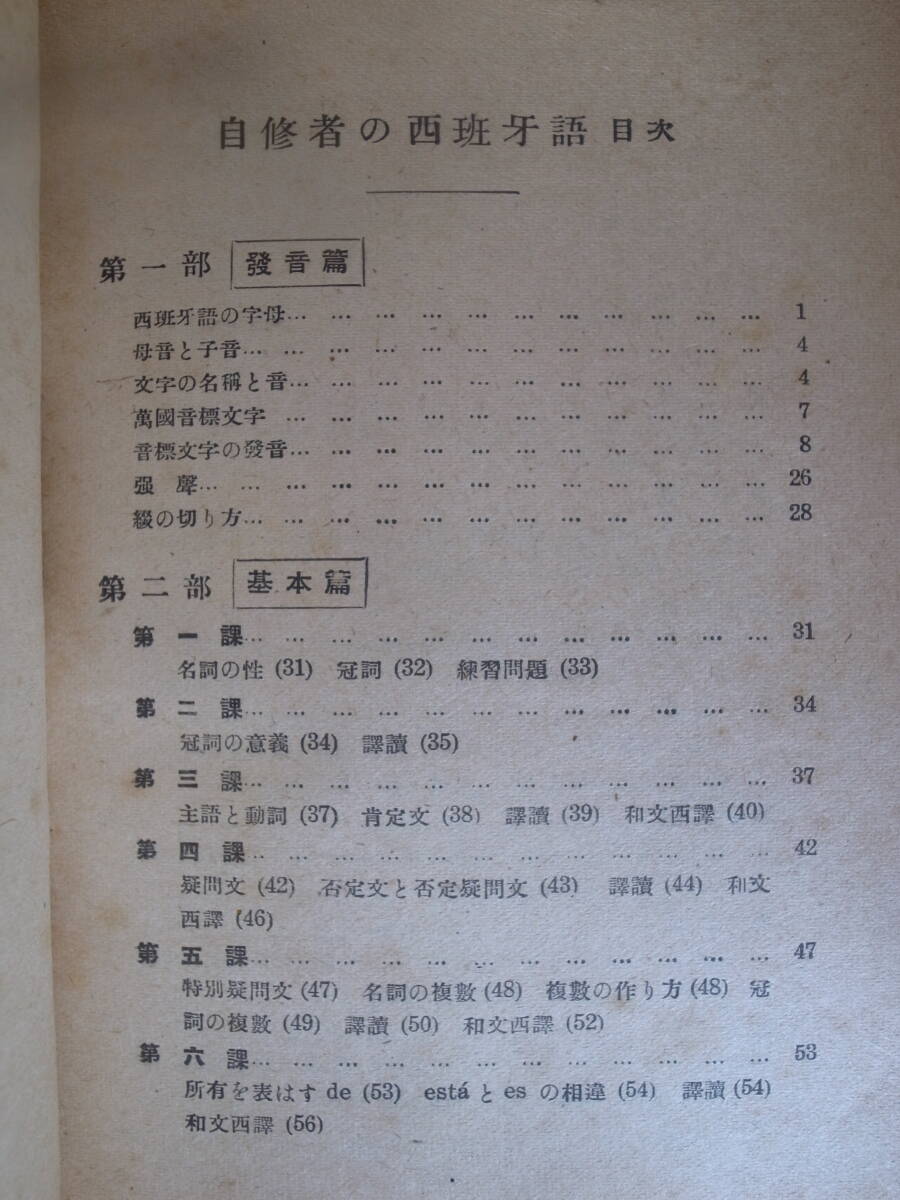 自修者の西班牙語 目次
第一部 發音篇
西班牙語の字母… … … … … … … … … … … 1
母音と子音… … … … … … … … … … … … 4
文字の名稱と音… … … … … … … … … … … 4
萬國音標文字 … … … … … … … … … … … 7
音標文字の發音… … … … … … … … … … … 8
强聲… … … … … … … … … … … … … 26
綴の切り方… … … … … … … … … … … … 28
第二部 基本篇
第一課… … … … … … … … … … … … 31
名詞の性 (31) 冠詞 (32) 練習問題 (33)
第二課… … … … … … … … … … … … 34
冠詞の意義 (34) 譯讀 (35)
第三課… … … … … … … … … … … … 37
主語と動詞 (37) 肯定文 (38) 譯讀 (39) 和文西譯 (40)
第四課… … … … … … … … … … … … 42
疑問文 (42) 否定文と否定疑問文 (43) 譯讀 (44) 和文
西譯 (46)
第五課… … … … … … … … … … … … 47
特別疑問文 (47) 名詞の複數 (48) 複數の作り方 (48) 冠
詞の複數 (49) 譯讀 (50) 和文西譯 (52)
第六課… … … … … … … … … … … … 53
所有を表はす de (53) está と es の相違 (54) 譯讀 (54)
和文西譯 (56)